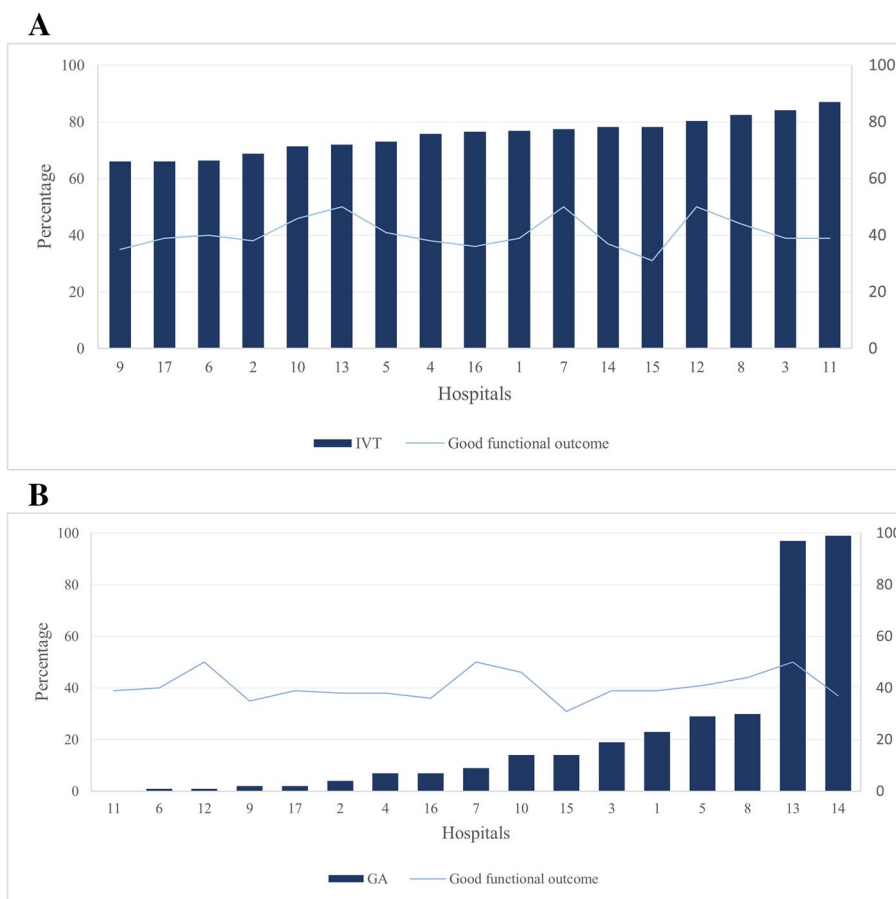 A
100 100
80 80
60 60
40 40
20 20
0 0
Percentage
9 17 6 2 10 13 5 4 16 1 7 14 15 12 8 3 11
Hospitals
IVT Good functional outcome
B
100 100
80 80
60 60
40 40
20 20
0 0
Percentage
11 6 12 9 17 2 4 16 7 10 15 3 1 5 8 13 14
Hospitals
GA Good functional outcome